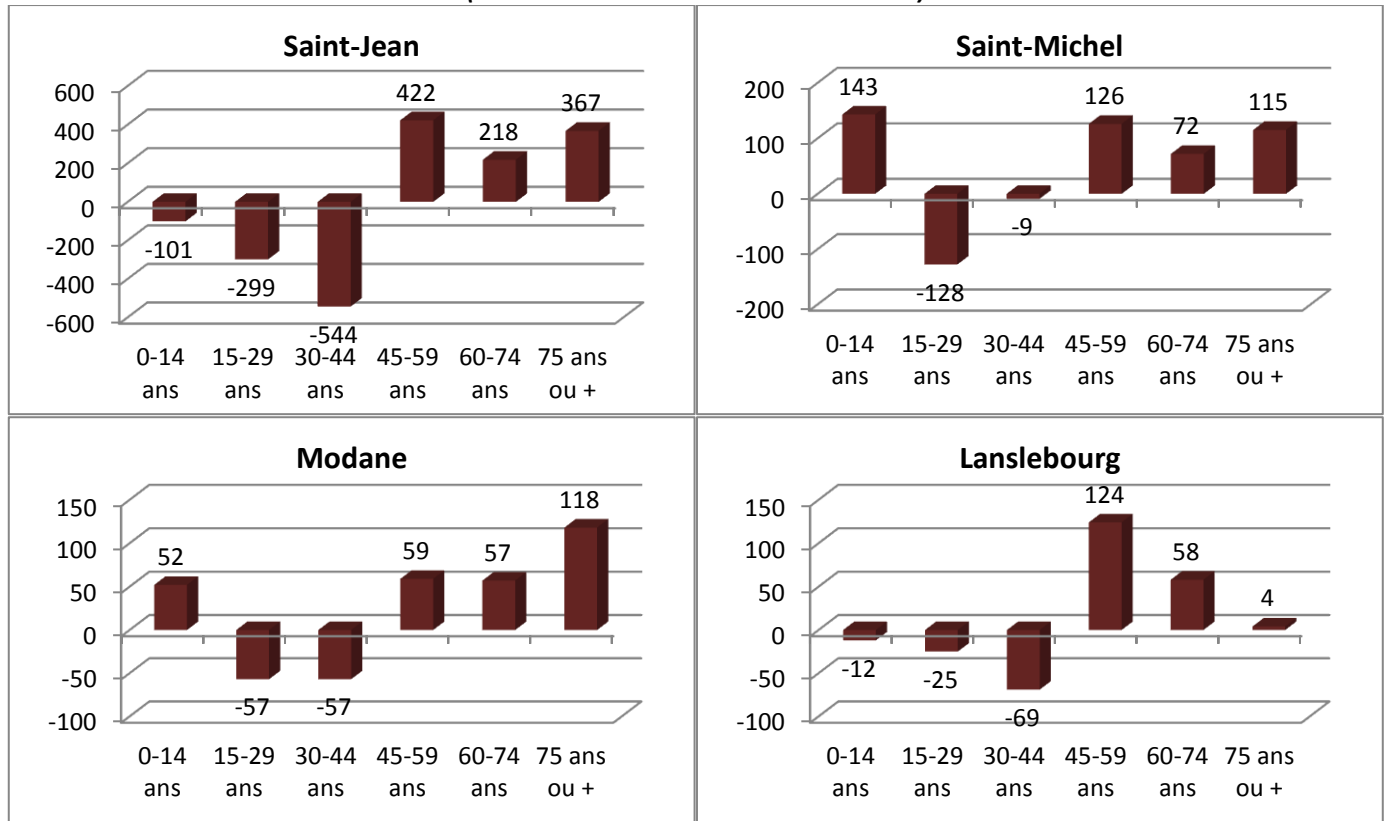 Saint-Jean
600
400
200
0
-200
-400
-600
-101
-299
-544
422
218
367
0-14 ans
15-29 ans
30-44 ans
45-59 ans
60-74 ans
75 ans ou +
Saint-Michel
200
100
0
-100
-200
143
-128
-9
126
72
115
0-14 ans
15-29 ans
30-44 ans
45-59 ans
60-74 ans
75 ans ou +
Modane
150
100
50
0
-50
-100
52
-57
-57
59
57
118
0-14 ans
15-29 ans
30-44 ans
45-59 ans
60-74 ans
75 ans ou +
Lanslebourg
150
100
50
0
-50
-100
-12
-25
-69
124
58
4
0-14 ans
15-29 ans
30-44 ans
45-59 ans
60-74 ans
75 ans ou +